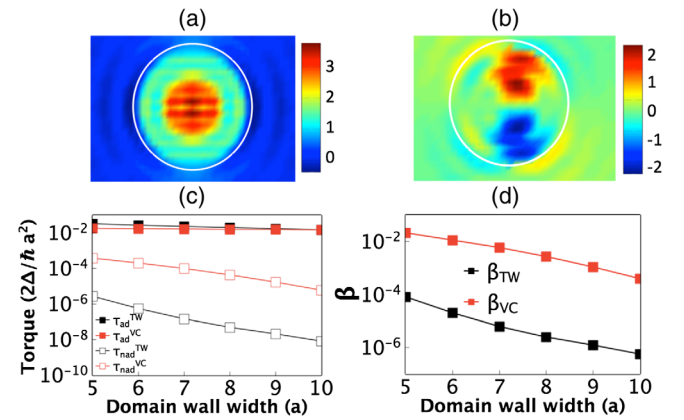 (a)
(b)
3
2
1
0
2
1
0
-1
-2
(c)
(d)
Torque (2Δ/ℏ a²)
10⁻²
10⁻⁴
10⁻⁶
10⁻⁸
10⁻¹⁰
τ_ad^TW
τ_ad^VC
τ_nad^TW
τ_nad^VC
5 6 7 8 9 10
Domain wall width (a)
β
10⁻²
10⁻⁴
10⁻⁶
β_TW
β_VC
5 6 7 8 9 10
Domain wall width (a)